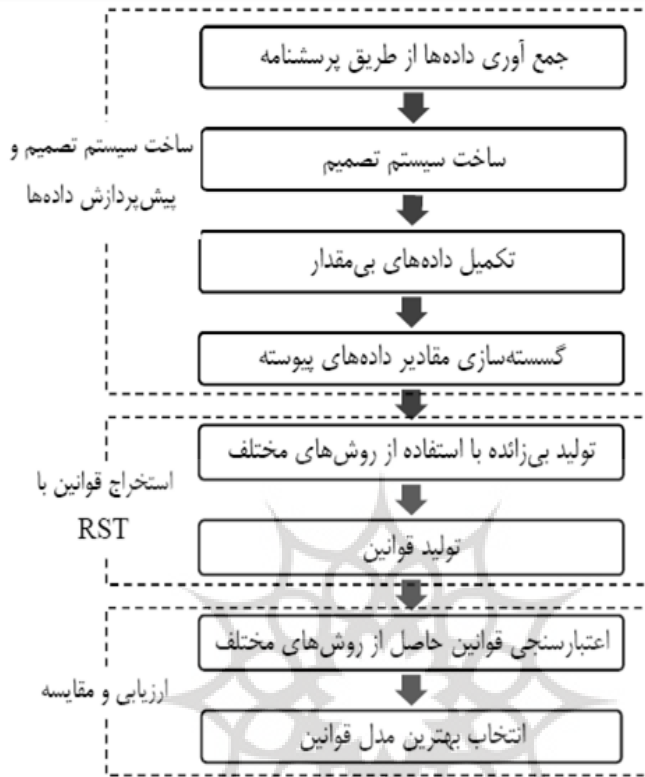 جمع آوری داده‌ها از طریق پرسشنامه
ساخت سیستم تصمیم
تکمیل داده‌های بی‌مقدار
گسسته‌سازی مقادیر داده‌های پیوسته
ساخت سیستم تصمیم و
پیش‌پردازش داده‌ها
تولید بی‌زائده با استفاده از روش‌های مختلف
تولید قوانین
استخراج قوانین با
RST
اعتبارسنجی قوانین حاصل از روش‌های مختلف
انتخاب بهترین مدل قوانین
ارزیابی و مقایسه